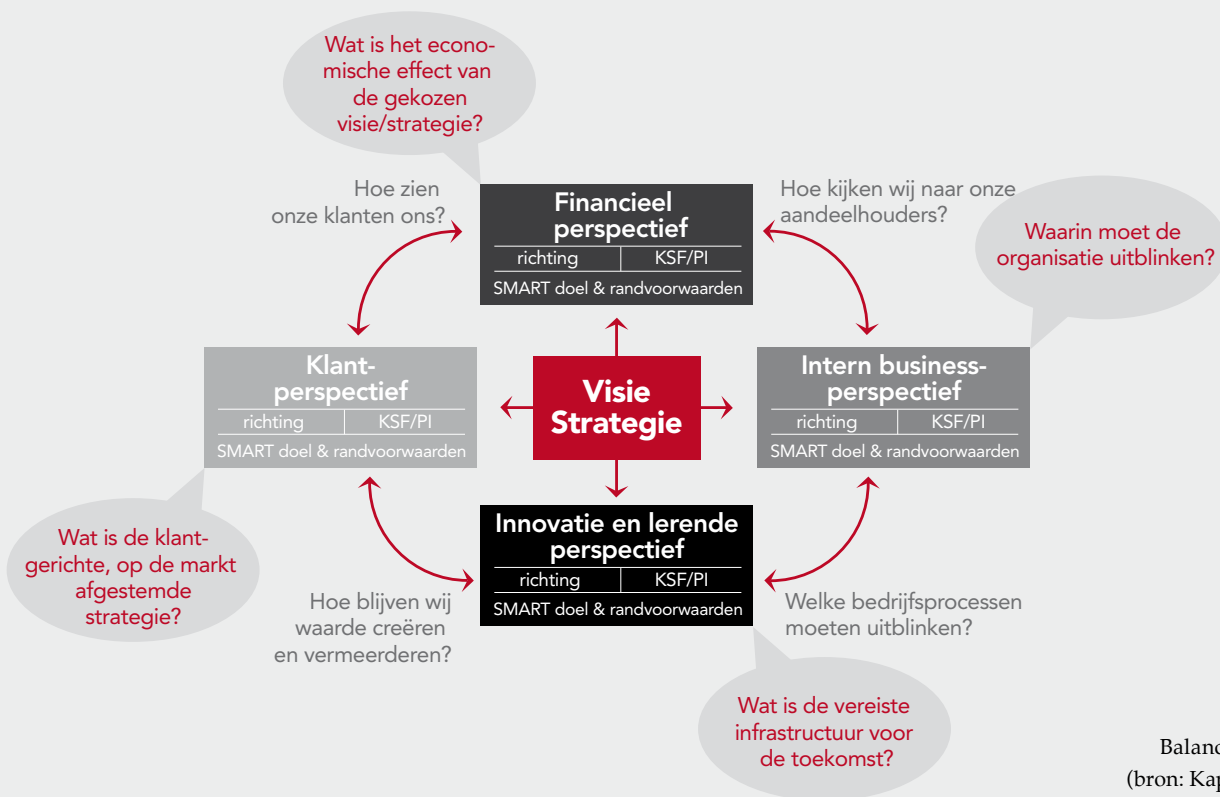 Wat is het econo-
mische effect van
de gekozen
visie/strategie?
Hoe zien
onze klanten ons?
Financieel
perspectief
richting KSF/PI
SMART doel & randvoorwaarden
Hoe kijken wij naar onze
aandeelhouders?
Waarin moet de
organisatie uitblinken?
Klant-
perspectief
richting KSF/PI
SMART doel & randvoorwaarden
Visie
Strategie
Intern business-
perspectief
richting KSF/PI
SMART doel & randvoorwaarden
Wat is de klant-
gerichte, op de markt
afgestemde
strategie?
Hoe blijven wij
waarde creëren
en vermeerderen?
Innovatie en lerende
perspectief
richting KSF/PI
SMART doel & randvoorwaarden
Welke bedrijfsprocessen
moeten uitblinken?
Wat is de vereiste
infrastructuur voor
de toekomst?
Balanc
(bron: Kap